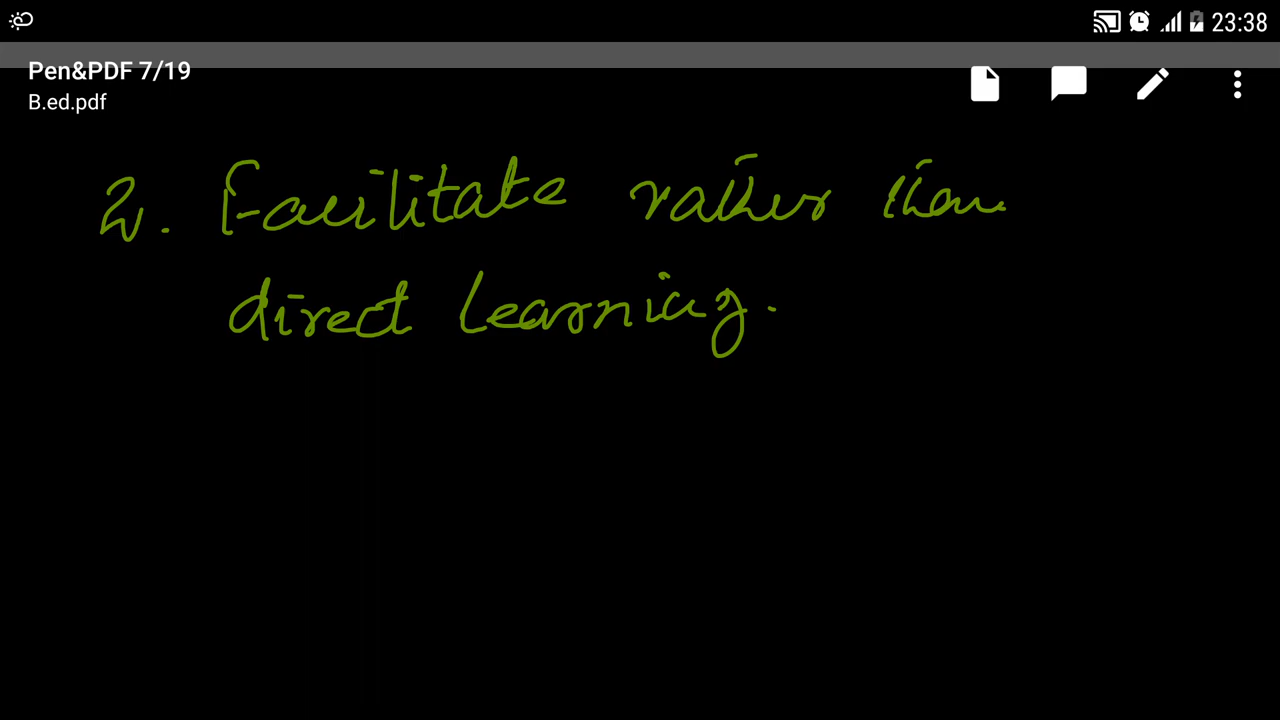 23:38
Pen&PDF 7/19
B.ed.pdf
2. Facilitate rather than
direct learning.